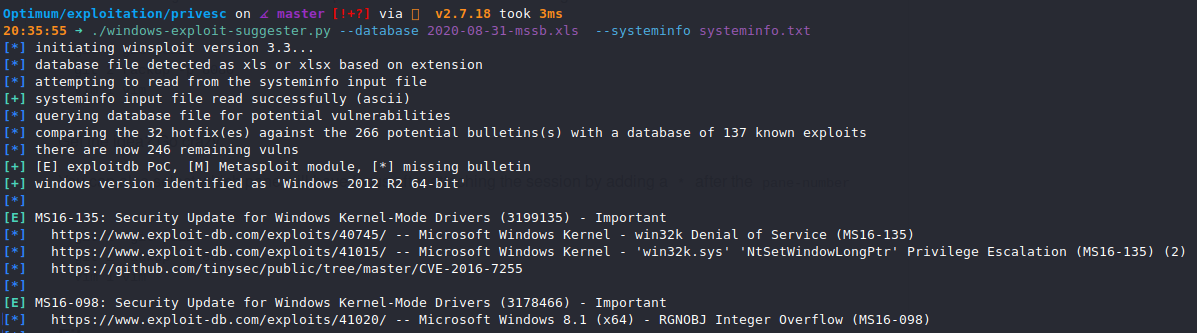 Optimum/exploitation/privesc on master [!+?] via v2.7.18 took 3ms
20:35:55 → ./windows-exploit-suggester.py --database 2020-08-31-mssb.xls --systeminfo systeminfo.txt
[*] initiating winsploit version 3.3...
[*] database file detected as xls or xlsx based on extension
[*] attempting to read from the systeminfo input file
[+] systeminfo input file read successfully (ascii)
[*] querying database file for potential vulnerabilities
[*] comparing the 32 hotfix(es) against the 266 potential bulletins(s) with a database of 137 known exploits
[*] there are now 246 remaining vulns
[+] [E] exploitdb PoC, [M] Metasploit module, [*] missing bulletin
[+] windows version identified as 'Windows 2012 R2 64-bit'
[*]
[E] MS16-135: Security Update for Windows Kernel-Mode Drivers (3199135) - Important
[*] https://www.exploit-db.com/exploits/40745/ -- Microsoft Windows Kernel - win32k Denial of Service (MS16-135)
[*] https://www.exploit-db.com/exploits/41015/ -- Microsoft Windows Kernel - 'win32k.sys' 'NtSetWindowLongPtr' Privilege Escalation (MS16-135) (2)
[*] https://github.com/tinysec/public/tree/master/CVE-2016-7255
[*]
[E] MS16-098: Security Update for Windows Kernel-Mode Drivers (3178466) - Important
[*] https://www.exploit-db.com/exploits/41020/ -- Microsoft Windows 8.1 (x64) - RGNOBJ Integer Overflow (MS16-098)